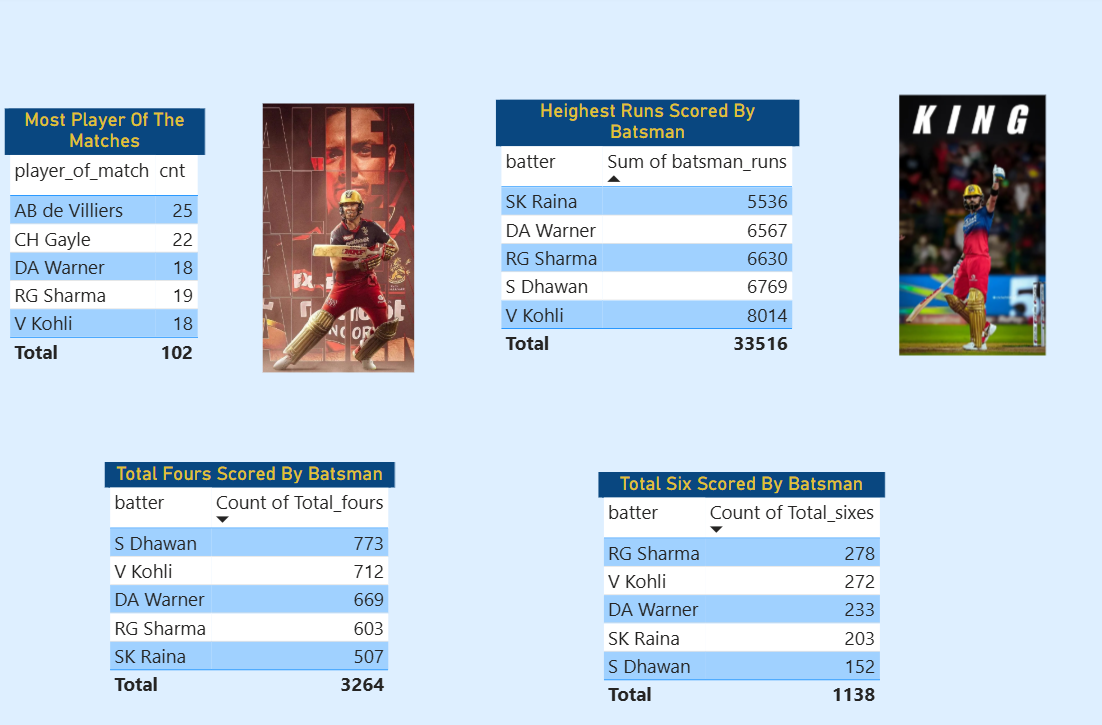 Most Player Of The
Matches
player_of_match cnt
AB de Villiers 25
CH Gayle 22
DA Warner 18
RG Sharma 19
V Kohli 18
Total 102
Heighest Runs Scored By
Batsman
batter Sum of batsman_runs
SK Raina 5536
DA Warner 6567
RG Sharma 6630
S Dhawan 6769
V Kohli 8014
Total 33516
KING
Total Fours Scored By Batsman
batter Count of Total_fours
S Dhawan 773
V Kohli 712
DA Warner 669
RG Sharma 603
SK Raina 507
Total 3264
Total Six Scored By Batsman
batter Count of Total_sixes
RG Sharma 278
V Kohli 272
DA Warner 233
SK Raina 203
S Dhawan 152
Total 1138